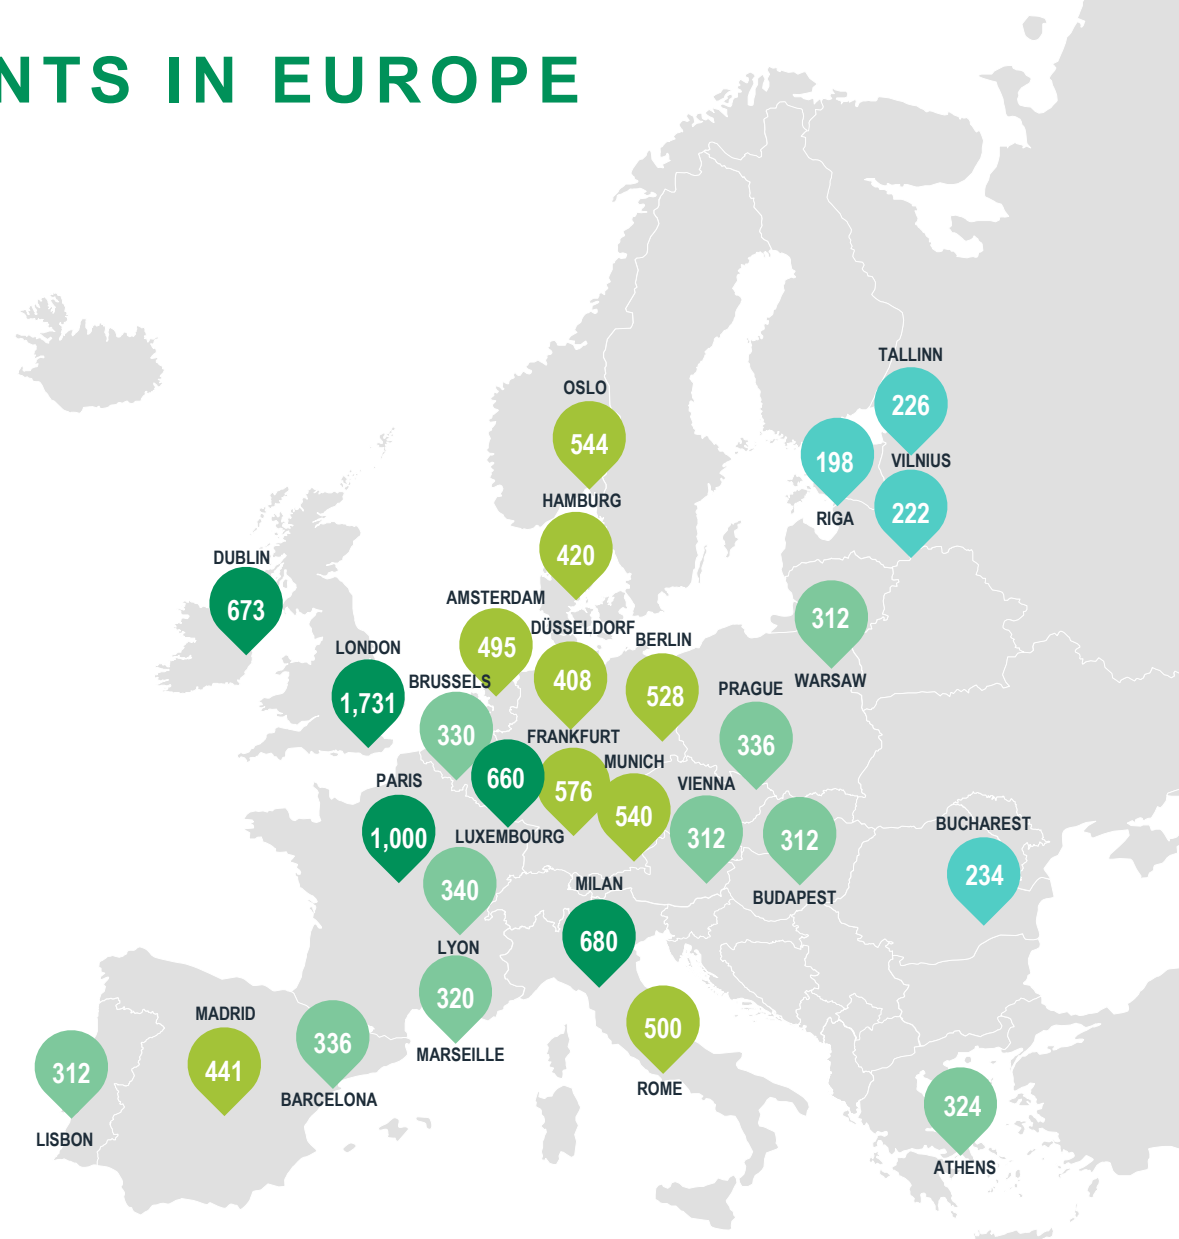 NTS IN EUROPE
TALLINN
226
OSLO
544
198
VILNIUS
RIGA
222
HAMBURG
420
DUBLIN
673
AMSTERDAM
495
DÜSSELDORF
408
BERLIN
528
312
WARSAW
LONDON
1,731
BRUSSELS
330
PRAGUE
336
FRANKFURT
576
660
LUXEMBOURG
MUNICH
540
VIENNA
312
312
BUDAPEST
PARIS
1,000
BUCHAREST
234
340
LYON
MILAN
680
320
MARSEILLE
MADRID
441
336
BARCELONA
500
ROME
312
LISBON
324
ATHENS